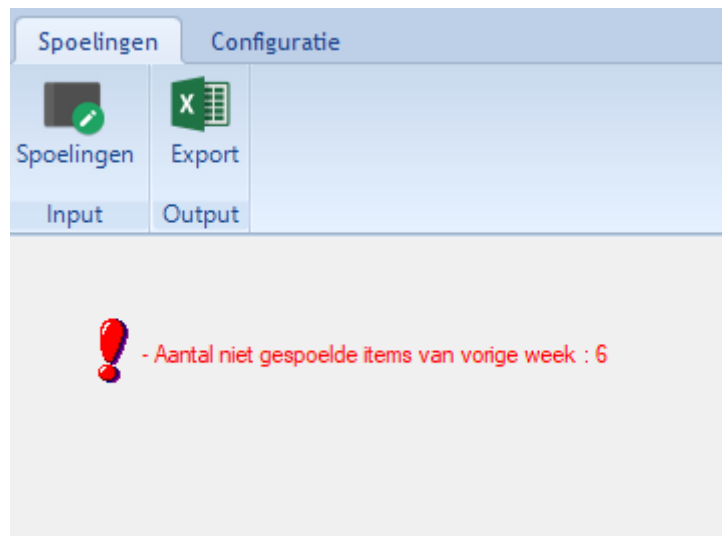 Spoelingen Configuratie
Spoelingen Export
Input Output
- Aantal niet gespoelde items van vorige week : 6